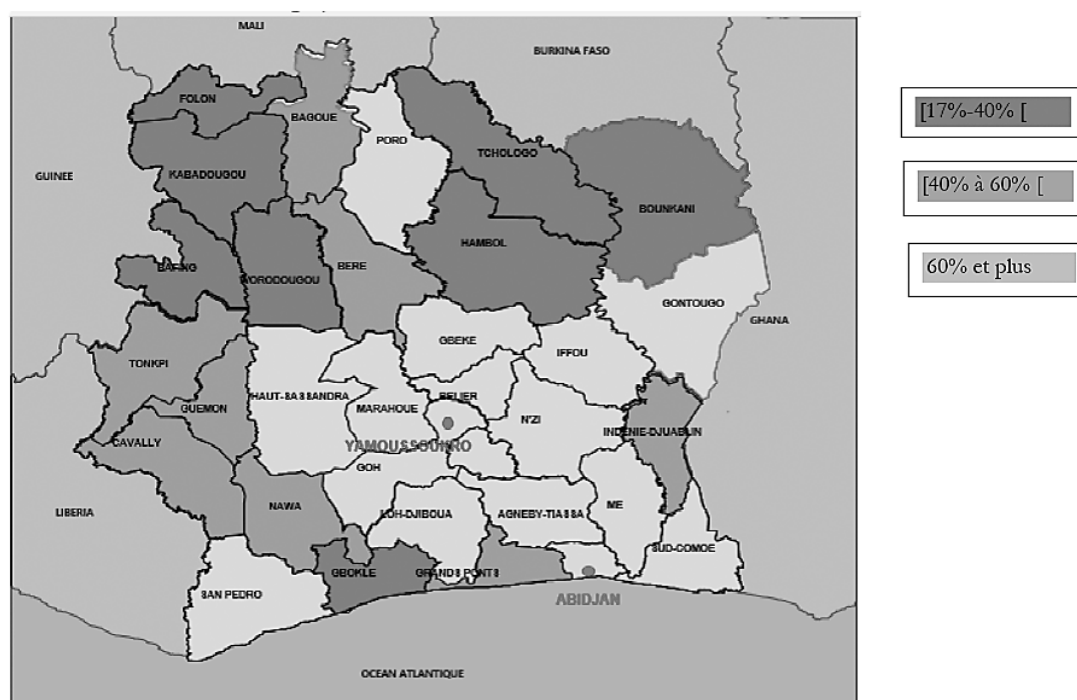 MALI
BURKINA FASO
FOLON
BAGOUE
PORO
[17%-40% [
TCHOLOGO
GUINEE
KABADOUGOU
[40% à 60% [
BOUNKANI
HAMBOL
BAFING
WORODOUGOU
BERE
60% et plus
GONTOUGO
GHANA
GBEKE
IFFOU
TONKPI
HAUT-SASSANDRA
BELIER
GUEMON
MARAHOUE
N'ZI
INDENIE-DJUABLIN
CAVALLY
YAMOUSSOUKRO
GOH
NAWA
ME
LIBERIA
LOH-DJIBOUA
AGNEBY-TIASSA
SUD-COMOE
GBOKLE
GRANDS PONTS
SAN PEDRO
ABIDJAN
OCEAN ATLANTIQUE